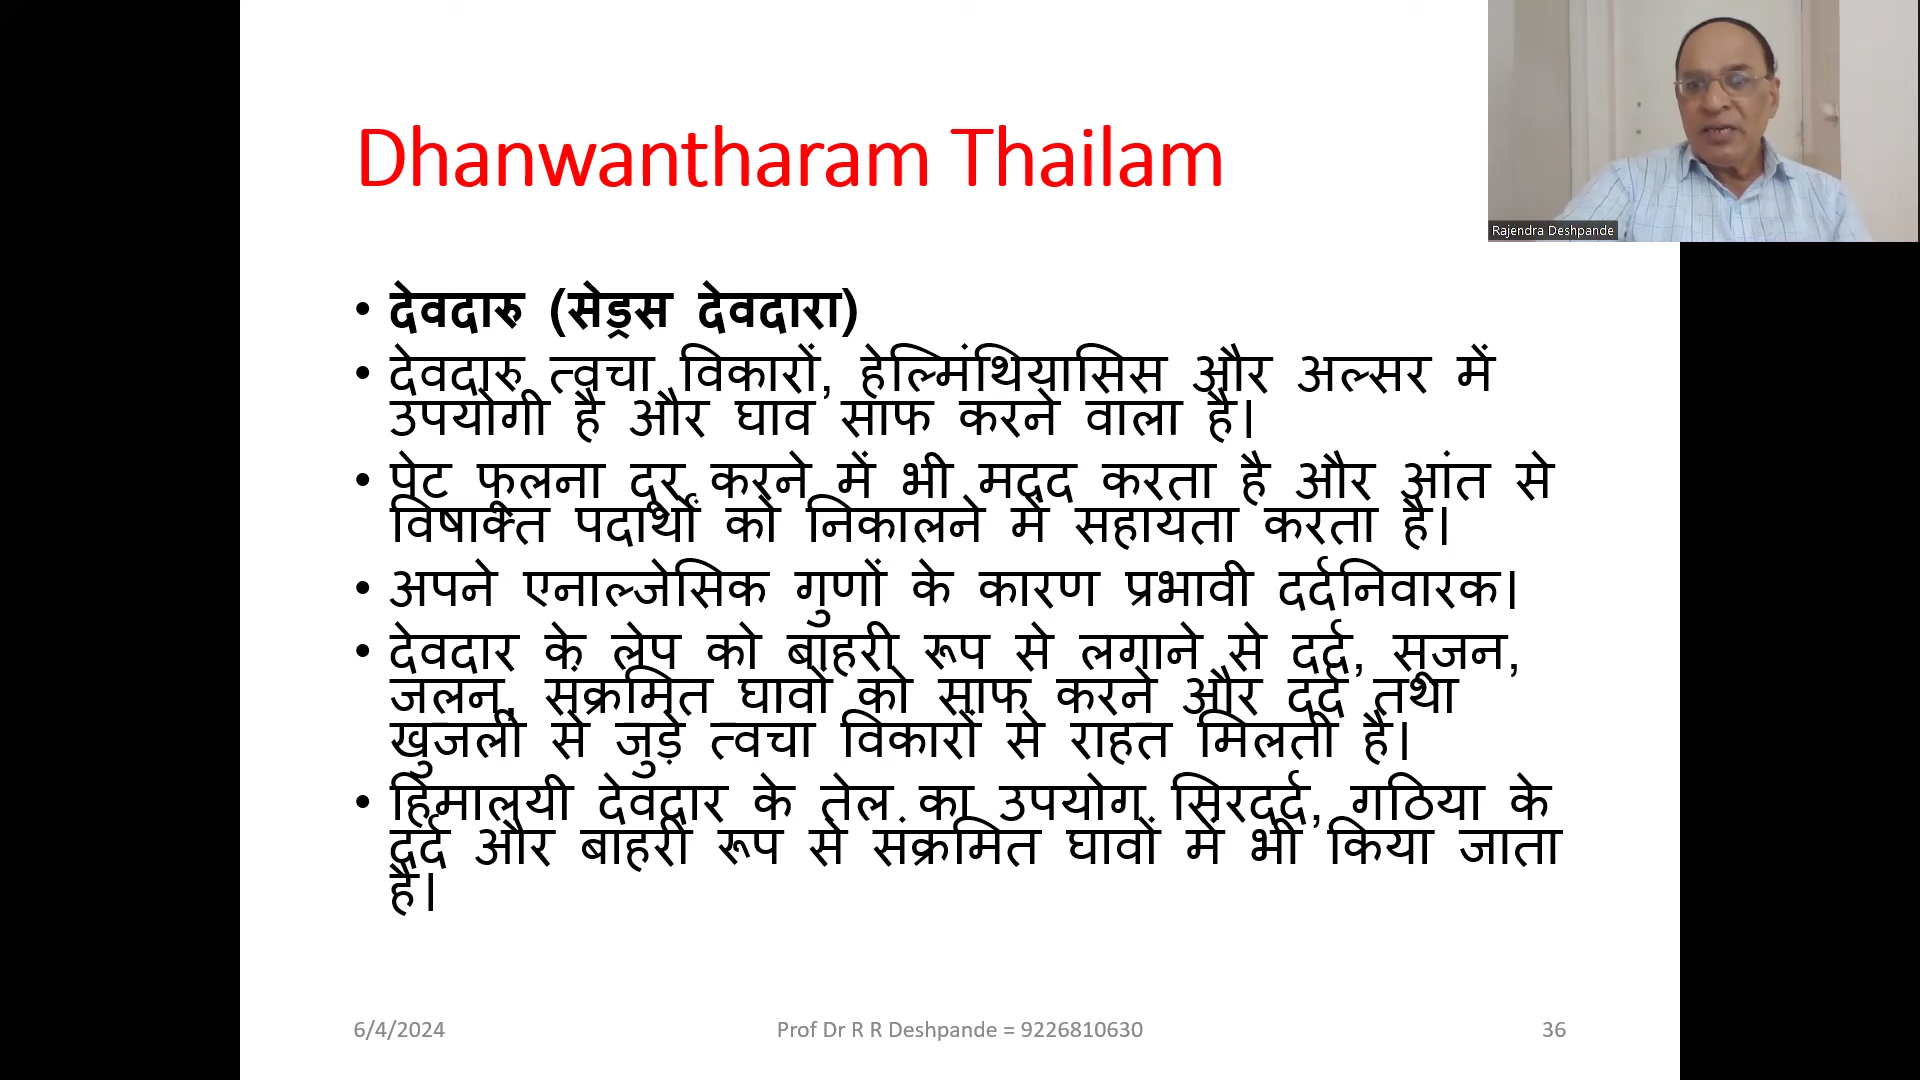 Dhanwantharam Thailam
Rajendra Deshpande
• देवदारु (सेड्रस देवदारा)
• देवदारु त्वचा विकारों, हेल्मिंथियासिस और अल्सर में
उपयोगी है और घाव साफ करने वाला है।
• पेट फूलना दूर करने में भी मदद करता है और आंत से
विषाक्त पदार्थों को निकालने में सहायता करता है।
• अपने एनाल्जेसिक गुणों के कारण प्रभावी दर्दनिवारक।
• देवदार के लेप को बाहरी रूप से लगाने से दर्द, सूजन,
जलन, संक्रमित घावों को साफ करने और दर्द तथा
खुजली से जुड़े त्वचा विकारों से राहत मिलती है।
• हिमालयी देवदार के तेल का उपयोग सिरदर्द, गठिया के
दर्द और बाहरी रूप से संक्रमित घावों में भी किया जाता
है।
6/4/2024 Prof Dr R R Deshpande = 9226810630 36